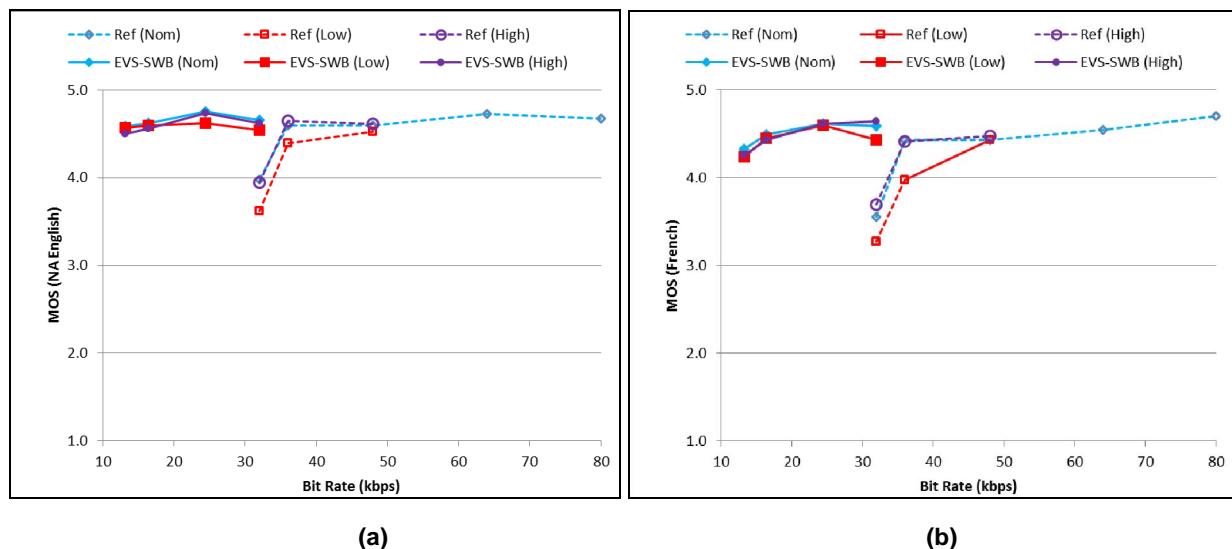 Ref (Nom) Ref (Low) Ref (High)
EVS-SWB (Nom) EVS-SWB (Low) EVS-SWB (High)
5.0
4.0
3.0
2.0
1.0
MOS (NA English)
10 20 30 40 50 60 70 80
Bit Rate (kbps)
(a)
Ref (Nom) Ref (Low) Ref (High)
EVS-SWB (Nom) EVS-SWB (Low) EVS-SWB (High)
5.0
4.0
3.0
2.0
1.0
MOS (French)
10 20 30 40 50 60 70 80
Bit Rate (kbps)
(b)